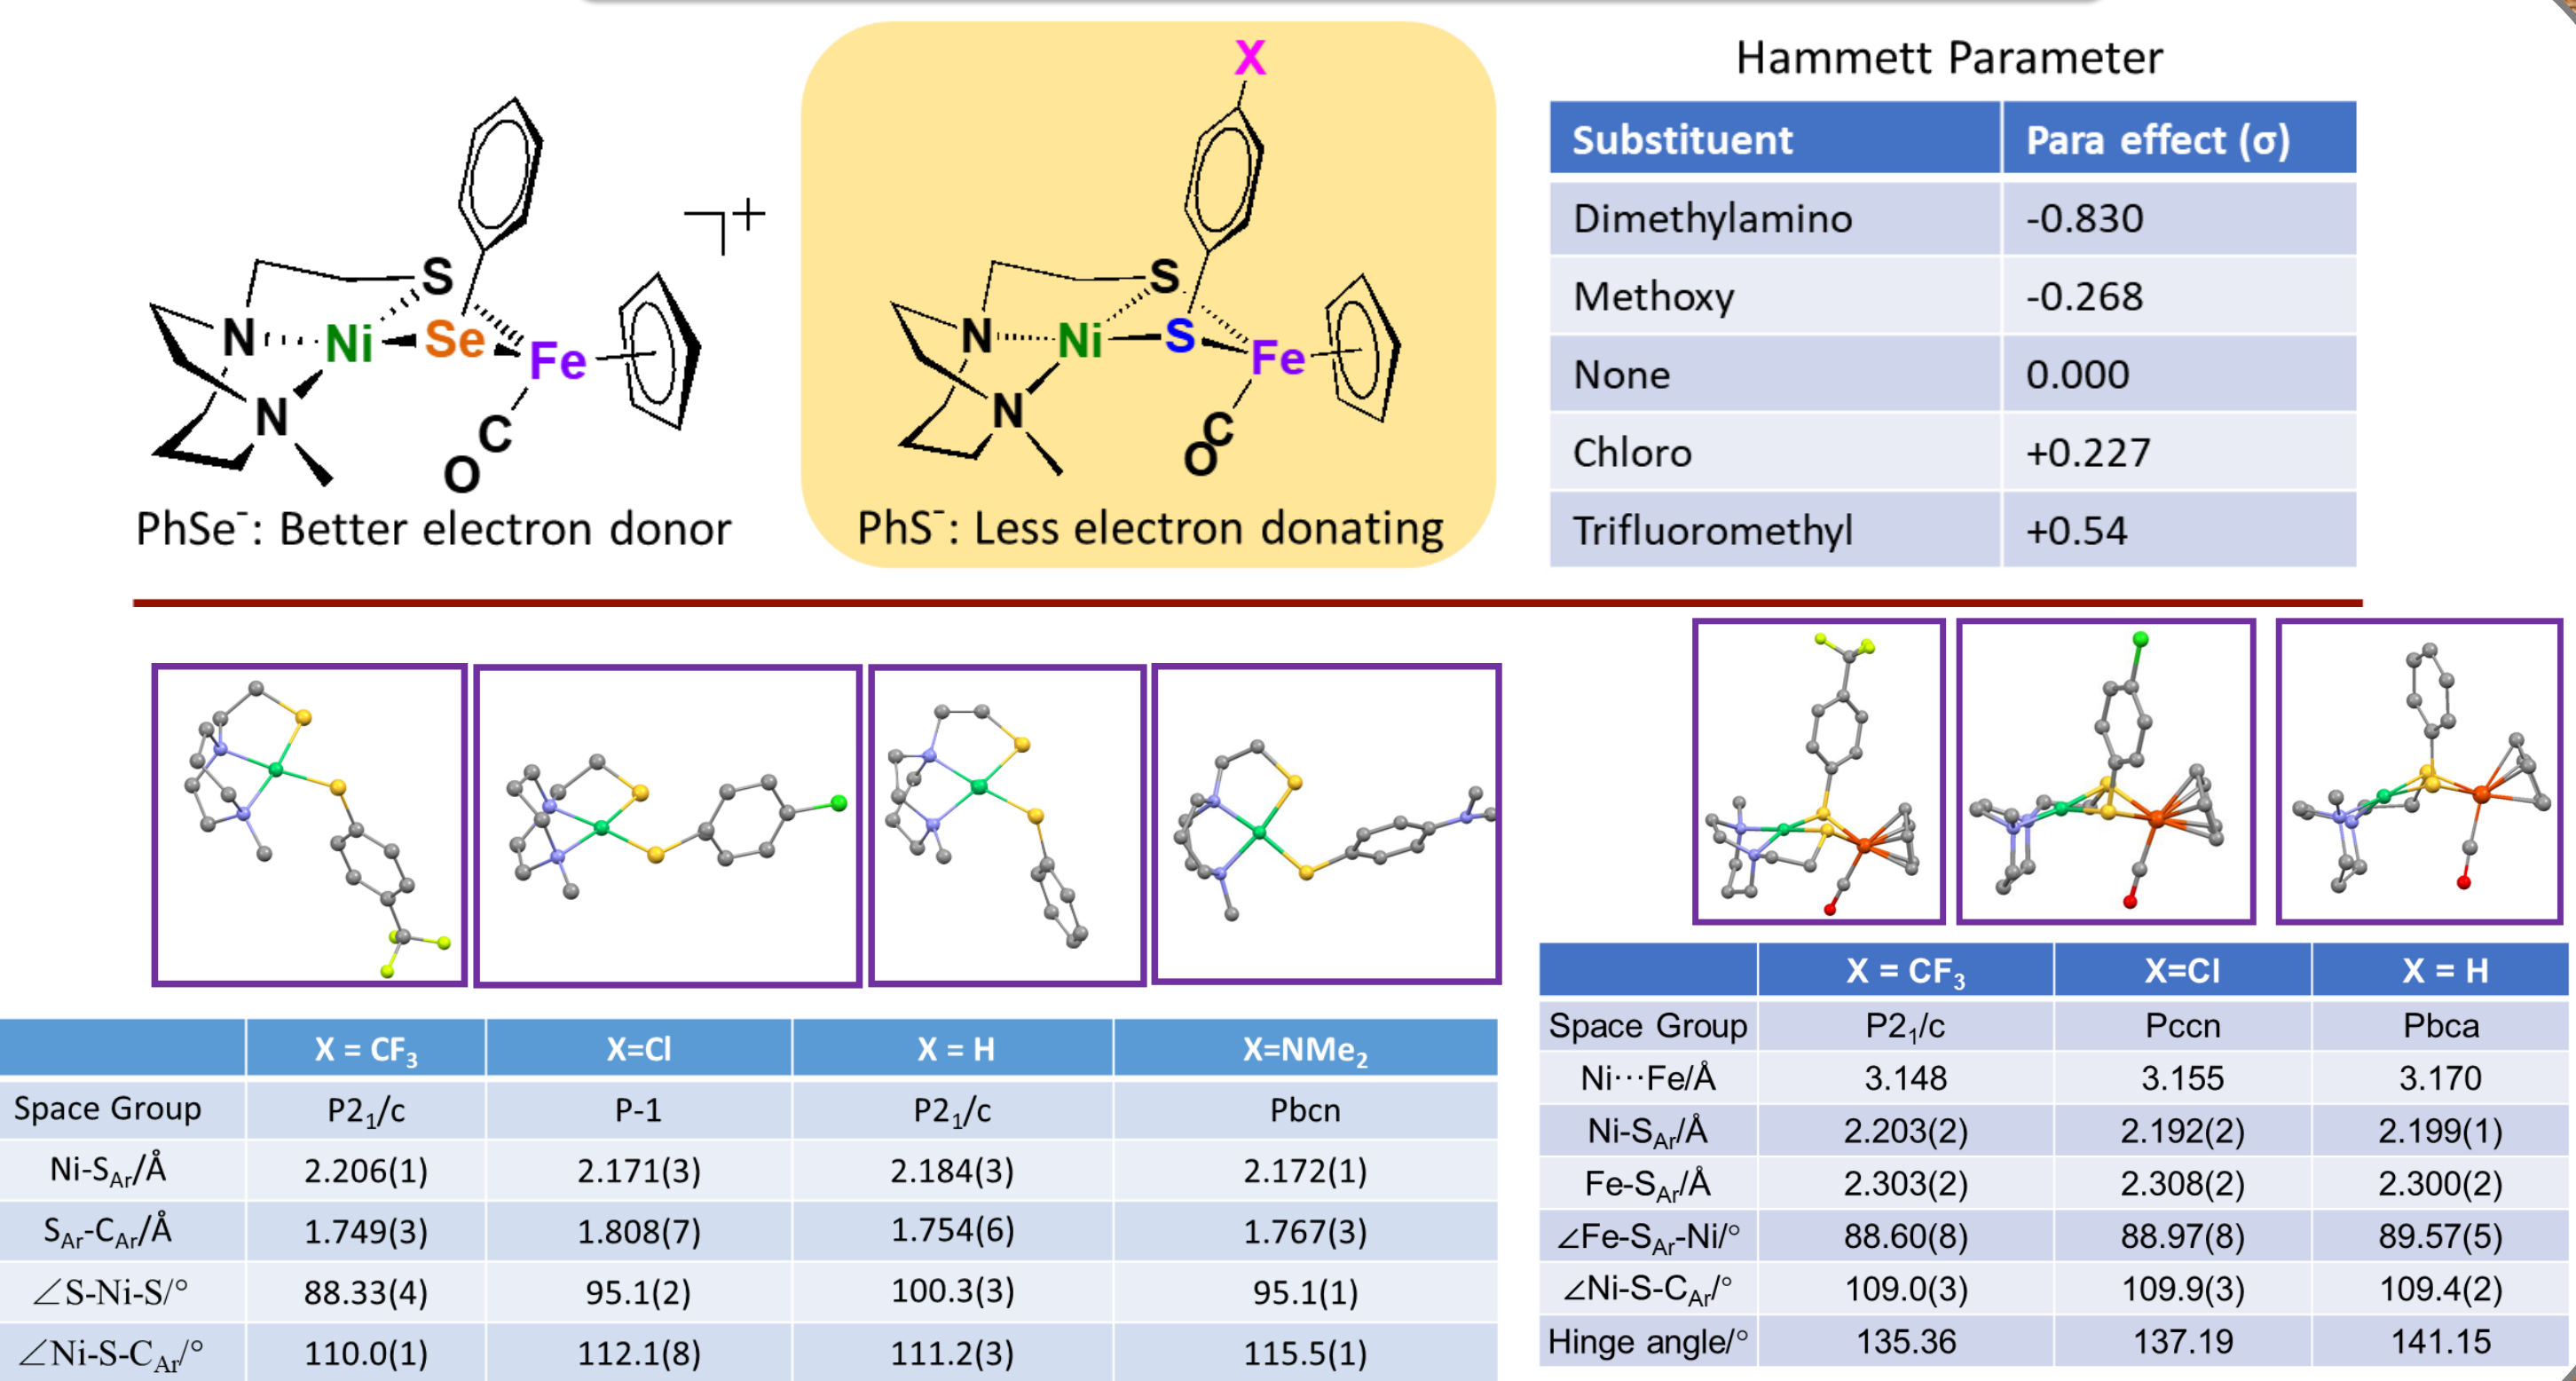 X
Hammett Parameter
Substituent Para effect (σ)
Dimethylamino -0.830
Methoxy -0.268
None 0.000
Chloro +0.227
Trifluoromethyl +0.54
S
N Ni Se Fe
N
C
O
+
PhSe⁻: Better electron donor
S
N Ni S Fe
N
C
O
PhS⁻: Less electron donating
X = CF₃ X=Cl X = H X=NMe₂
Space Group P2₁/c P-1 P2₁/c Pbcn
Ni-S_Ar/Å 2.206(1) 2.171(3) 2.184(3) 2.172(1)
S_Ar-C_Ar/Å 1.749(3) 1.808(7) 1.754(6) 1.767(3)
∠S-Ni-S/° 88.33(4) 95.1(2) 100.3(3) 95.1(1)
∠Ni-S-C_Ar/° 110.0(1) 112.1(8) 111.2(3) 115.5(1)
X = CF₃ X=Cl X = H
Space Group P2₁/c Pccn Pbca
Ni···Fe/Å 3.148 3.155 3.170
Ni-S_Ar/Å 2.203(2) 2.192(2) 2.199(1)
Fe-S_Ar/Å 2.303(2) 2.308(2) 2.300(2)
∠Fe-S_Ar-Ni/° 88.60(8) 88.97(8) 89.57(5)
∠Ni-S-C_Ar/° 109.0(3) 109.9(3) 109.4(2)
Hinge angle/° 135.36 137.19 141.15